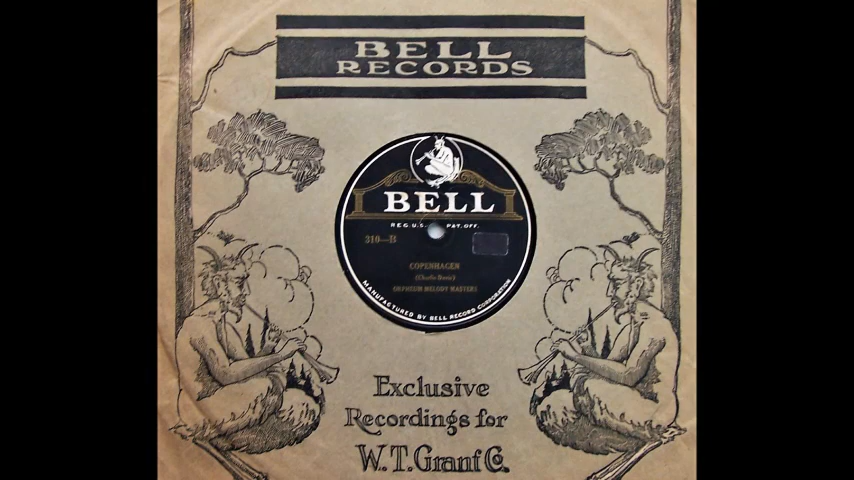 BELL
RECORDS
BELL
REG. U.S. PAT. OFF.
310-B
COPENHAGEN
(Charlie Davis)
ORPHEUM MELODY MASTERS
MANUFACTURED BY BELL RECORD CORPORATION
Exclusive
Recordings for
W.T. Grant Co.